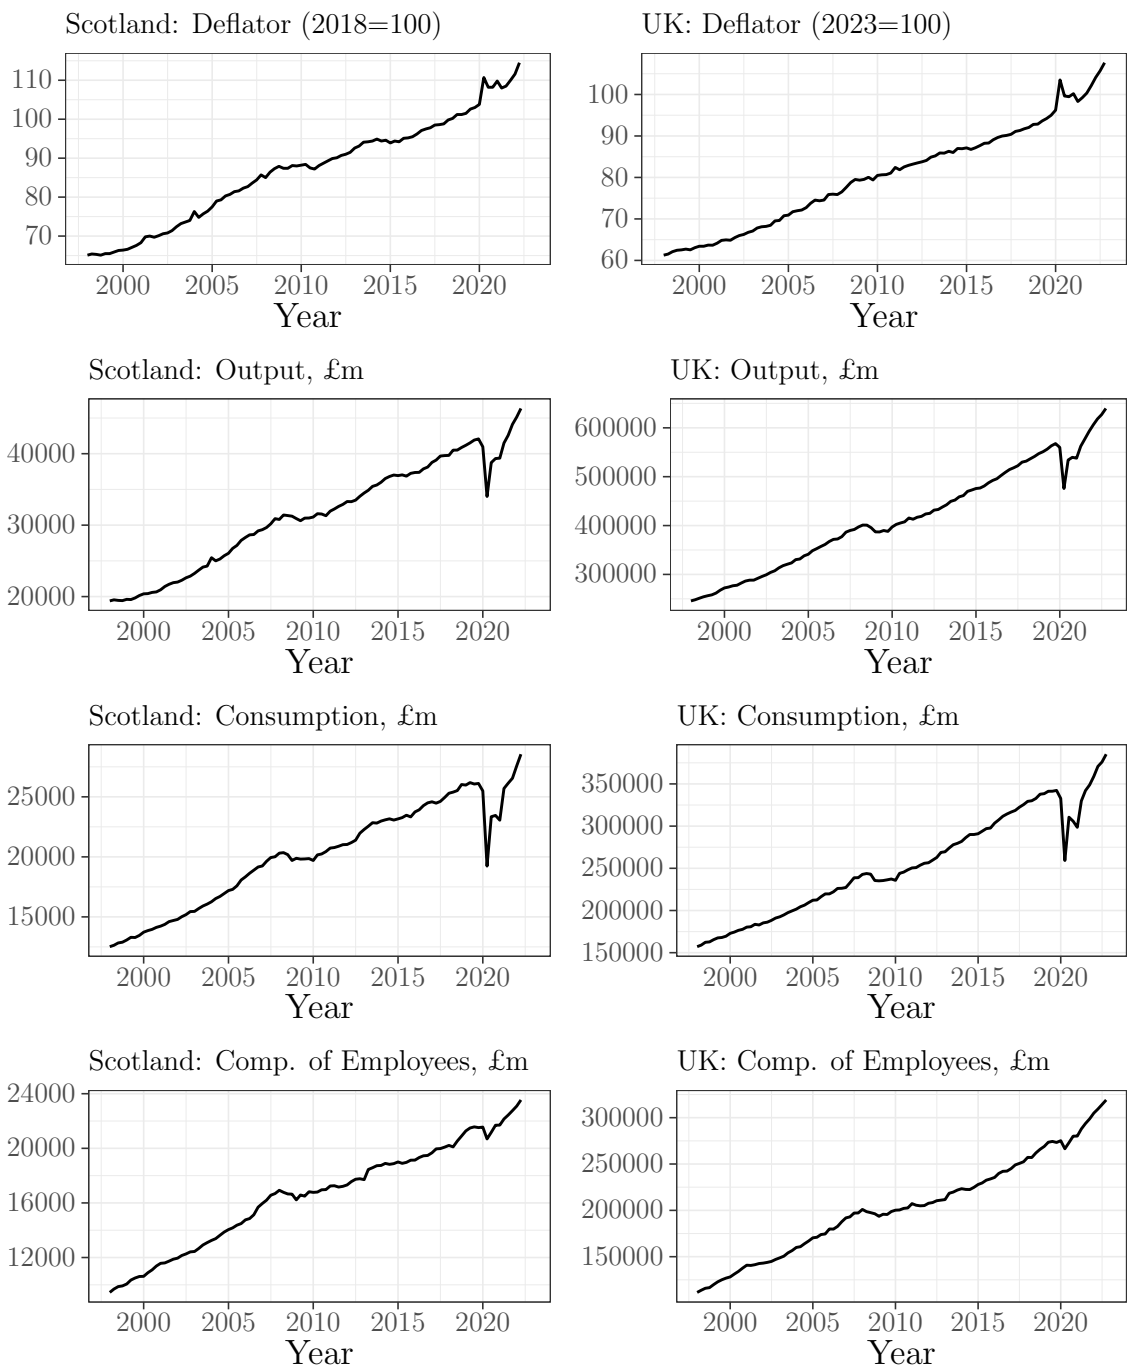 Scotland: Deflator (2018=100)
110
100
90
80
70
2000 2005 2010 2015 2020
Year
UK: Deflator (2023=100)
100
90
80
70
60
2000 2005 2010 2015 2020
Year
Scotland: Output, £m
40000
30000
20000
2000 2005 2010 2015 2020
Year
UK: Output, £m
600000
500000
400000
300000
2000 2005 2010 2015 2020
Year
Scotland: Consumption, £m
25000
20000
15000
2000 2005 2010 2015 2020
Year
UK: Consumption, £m
350000
300000
250000
200000
150000
2000 2005 2010 2015 2020
Year
Scotland: Comp. of Employees, £m
24000
20000
16000
12000
2000 2005 2010 2015 2020
Year
UK: Comp. of Employees, £m
300000
250000
200000
150000
2000 2005 2010 2015 2020
Year